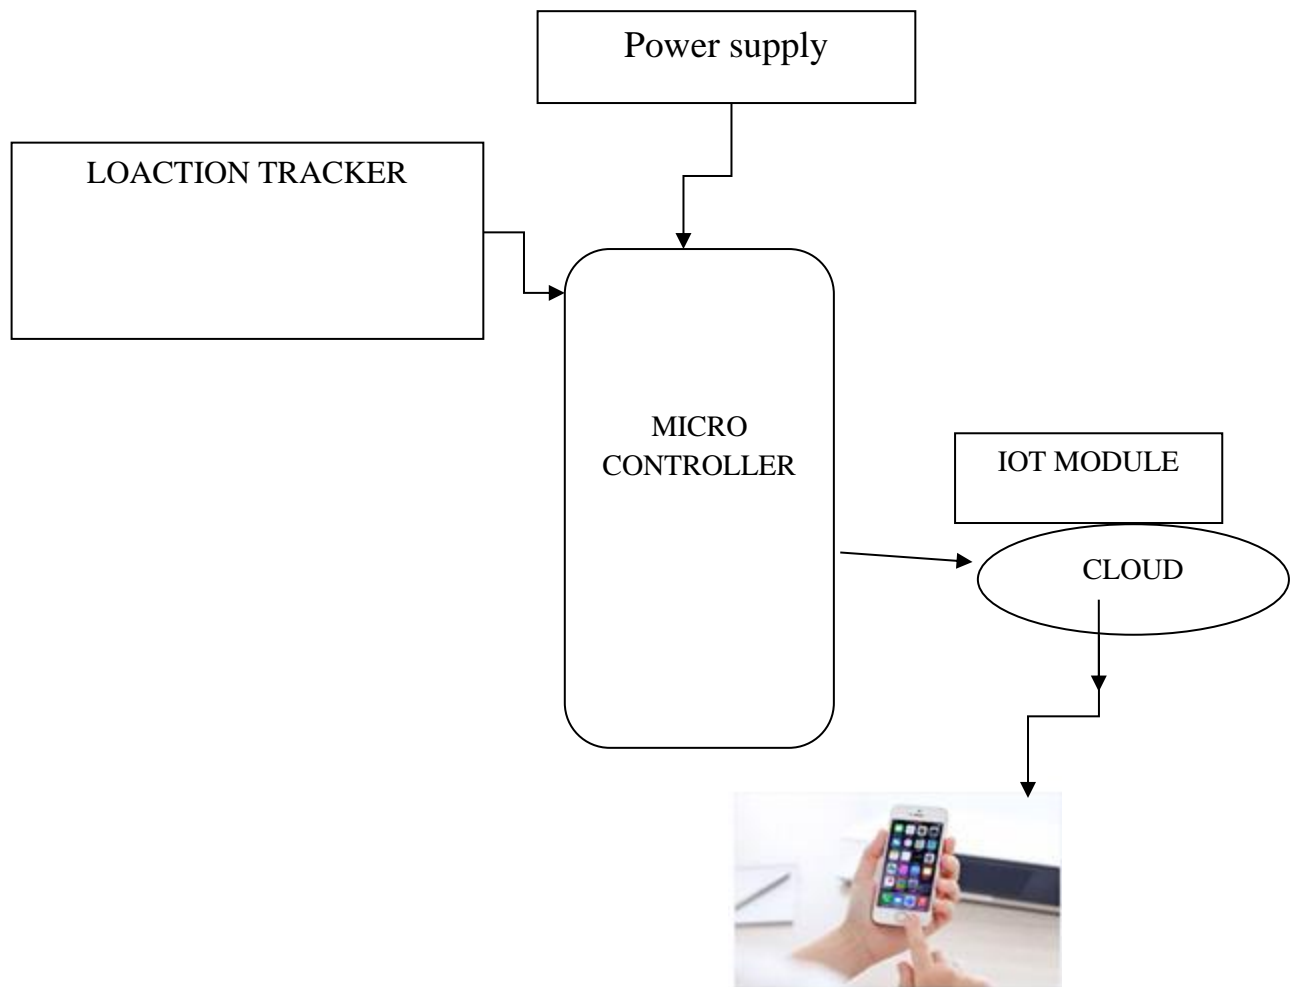 Power supply
LOACTION TRACKER
MICRO
CONTROLLER
IOT MODULE
CLOUD